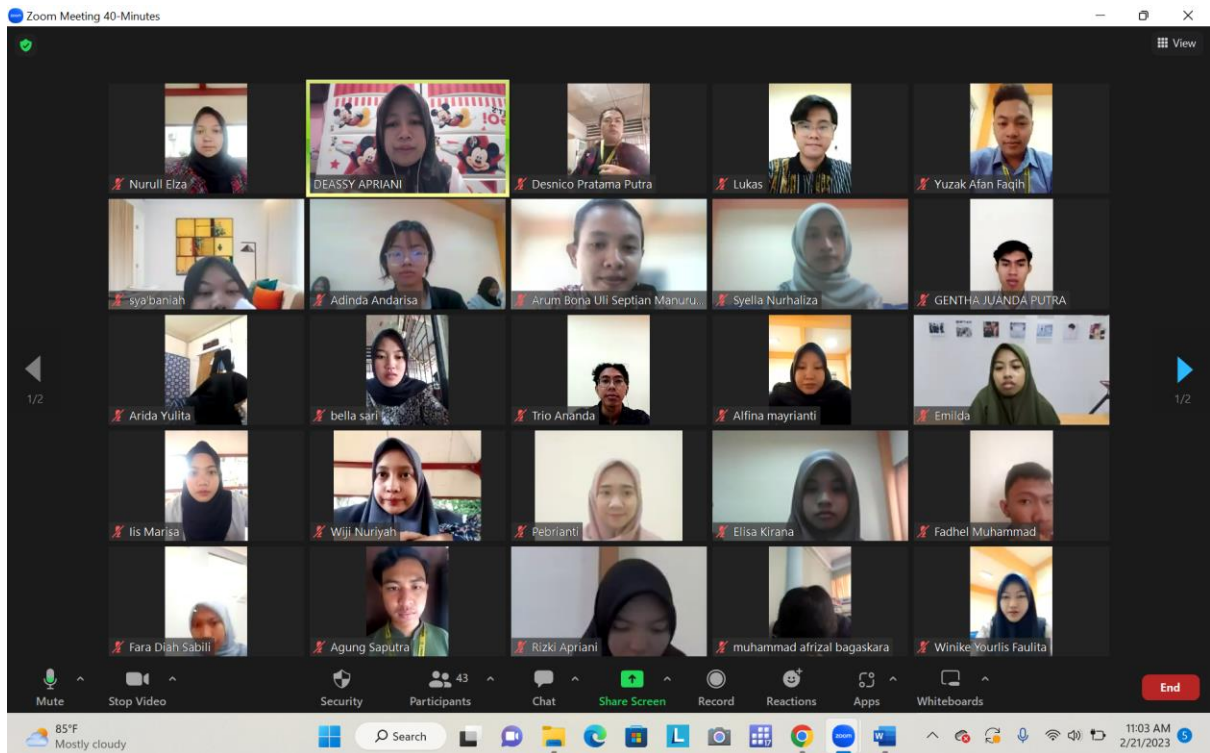 Zoom Meeting 40-Minutes
View
Nurull Elza
DEASSY APRIANI
Desnico Pratama Putra
Lukas
Yuzak Afan Faqih
sya'baniah
Adinda Andarisa
Arum Bona Uli Septian Manuru...
Syella Nurhaliza
GENTHA JUANDA PUTRA
Arida Yulita
bella sari
Trio Ananda
Alfina mayrianti
Emilda
1/2
1/2
Iis Marisa
Wiji Nuriyah
Pebrianti
Elisa Kirana
Fadhel Muhammad
Fara Diah Sabili
Agung Saputra
Rizki Apriani
muhammad afrizal bagaskara
Winike Yourlis Faulita
43
Mute
Stop Video
Security
Participants
Chat
Share Screen
Record
Reactions
Apps
Whiteboards
End
85°F
Mostly cloudy
Search
L
zoom
W
11:03 AM
2/21/2023
5